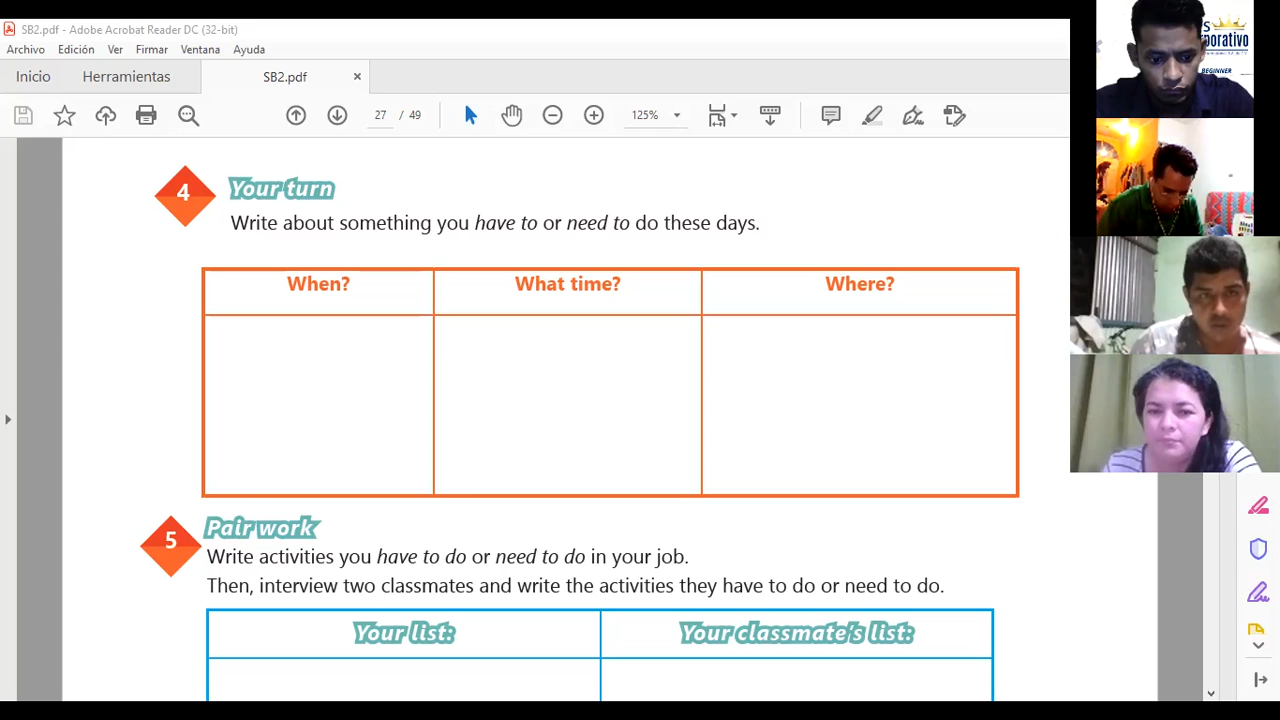 SB2.pdf - Adobe Acrobat Reader DC (32-bit)
Archivo Edición Ver Firmar Ventana Ayuda
Inicio Herramientas SB2.pdf ×
27 / 49 125%
4 Your turn
Write about something you have to or need to do these days.
When? What time? Where?
5 Pair work
Write activities you have to do or need to do in your job.
Then, interview two classmates and write the activities they have to do or need to do.
Your list: Your classmate's list:
S
porativo
BEGINNER